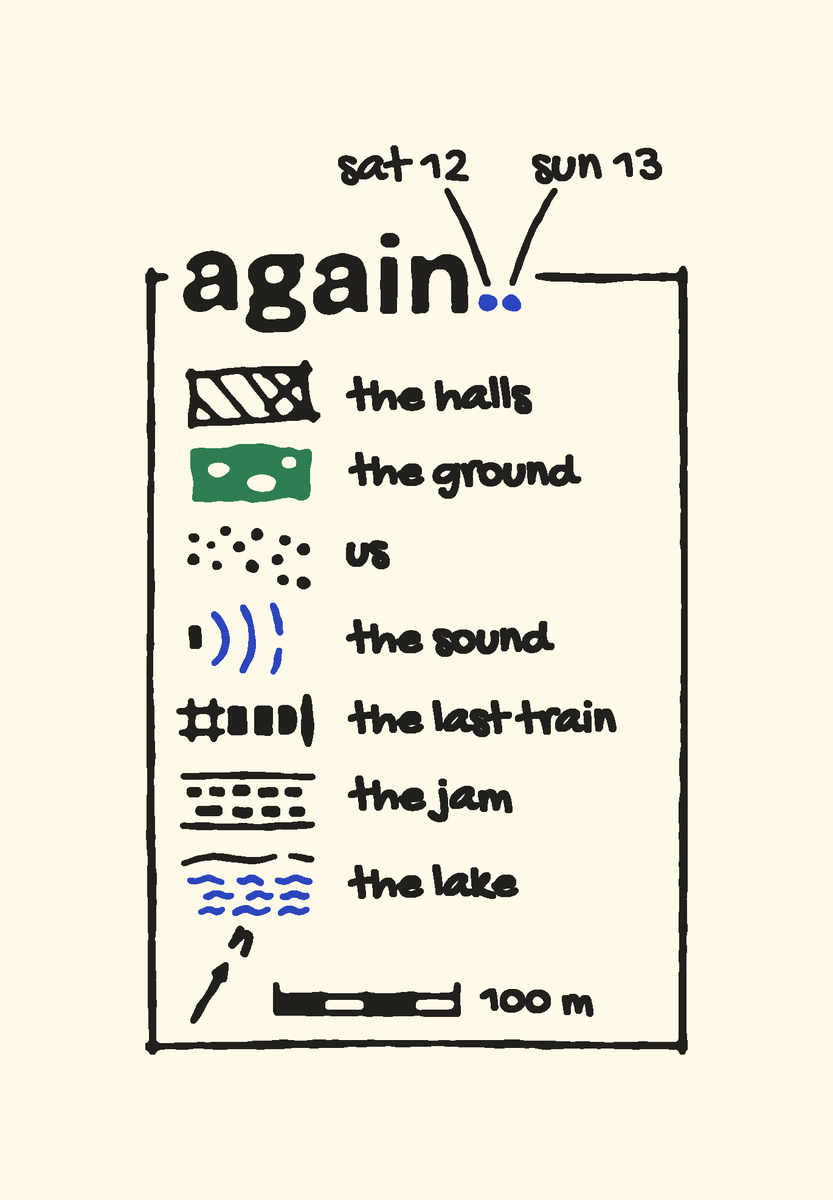 sat 12 sun 13
again..
the halls
the ground
us
the sound
the last train
the jam
the lake
n
100 m